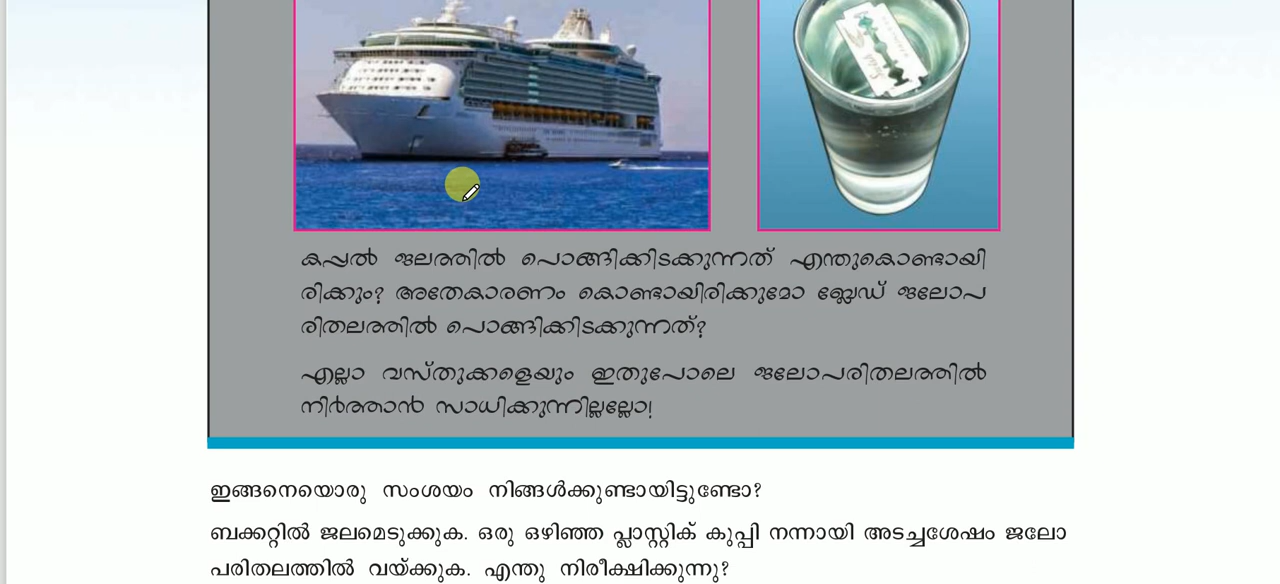 കപ്പൽ ജലത്തിൽ പൊങ്ങിക്കിടക്കുന്നത് എന്തുകൊണ്ടായി
രിക്കും? അതേകാരണം കൊണ്ടായിരിക്കുമോ ബ്ലേഡ് ജലോപ
രിതലത്തിൽ പൊങ്ങിക്കിടക്കുന്നത്?
എല്ലാ വസ്തുക്കളെയും ഇതുപോലെ ജലോപരിതലത്തിൽ
നിർത്താൻ സാധിക്കുന്നില്ലല്ലോ!
ഇങ്ങനെയൊരു സംശയം നിങ്ങൾക്കുണ്ടായിട്ടുണ്ടോ?
ബക്കറ്റിൽ ജലമെടുക്കുക. ഒരു ഒഴിഞ്ഞ പ്ലാസ്റ്റിക് കുപ്പി നന്നായി അടച്ചശേഷം ജലോ
പരിതലത്തിൽ വയ്ക്കുക. എന്തു നിരീക്ഷിക്കുന്നു?